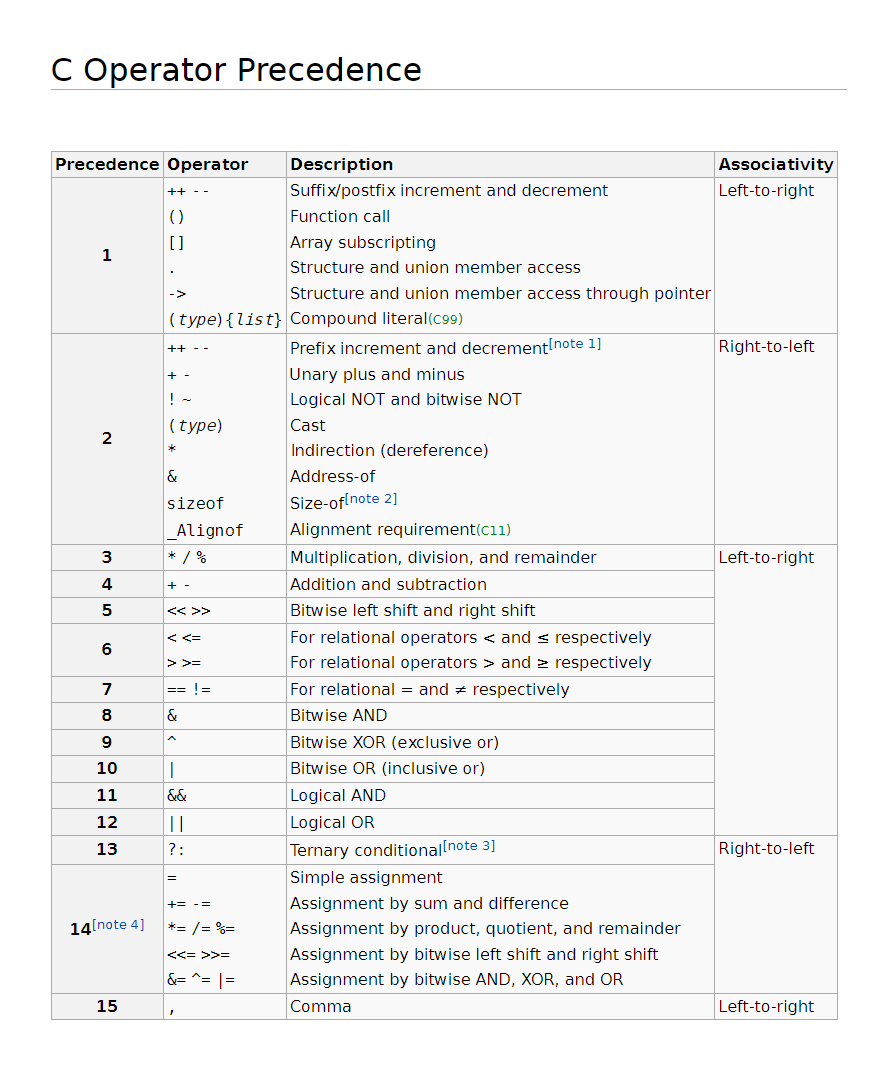 C Operator Precedence
Precedence Operator Description Associativity
1
++ -- Suffix/postfix increment and decrement Left-to-right
() Function call
[] Array subscripting
. Structure and union member access
-> Structure and union member access through pointer
(type){list} Compound literal(C99)
2
++ -- Prefix increment and decrement[note 1] Right-to-left
+ - Unary plus and minus
! ~ Logical NOT and bitwise NOT
(type) Cast
* Indirection (dereference)
& Address-of
sizeof Size-of[note 2]
_Alignof Alignment requirement(C11)
3 * / % Multiplication, division, and remainder Left-to-right
4 + - Addition and subtraction
5 << >> Bitwise left shift and right shift
6
< <= For relational operators < and ≤ respectively
> >= For relational operators > and ≥ respectively
7 == != For relational = and ≠ respectively
8 & Bitwise AND
9 ^ Bitwise XOR (exclusive or)
10 | Bitwise OR (inclusive or)
11 && Logical AND
12 || Logical OR
13 ?: Ternary conditional[note 3] Right-to-left
14[note 4]
= Simple assignment
+= -= Assignment by sum and difference
*= /= %= Assignment by product, quotient, and remainder
<<= >>= Assignment by bitwise left shift and right shift
&= ^= |= Assignment by bitwise AND, XOR, and OR
15 , Comma Left-to-right